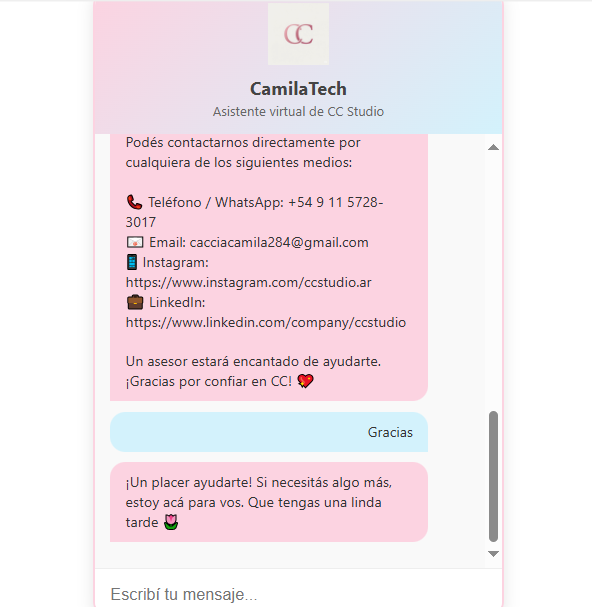 CC
CamilaTech
Asistente virtual de CC Studio
Podés contactarnos directamente por
cualquiera de los siguientes medios:
📞 Teléfono / WhatsApp: +54 9 11 5728-
3017
📧 Email: cacciacamila284@gmail.com
📱 Instagram:
https://www.instagram.com/ccstudio.ar
💼 LinkedIn:
https://www.linkedin.com/company/ccstudio
Un asesor estará encantado de ayudarte.
¡Gracias por confiar en CC! 💖
Gracias
¡Un placer ayudarte! Si necesitás algo más,
estoy acá para vos. Que tengas una linda
tarde 🌷
Escribí tu mensaje...